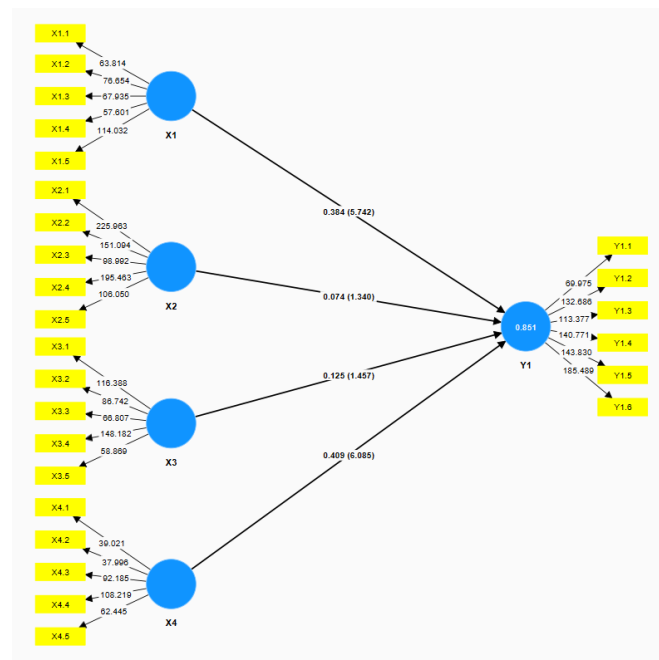 X1.1
63.814
X1.2
76.654
X1.3
67.935
X1.4
57.601
X1.5
114.032
X1
X2.1
225.963
X2.2
151.094
X2.3
98.992
X2.4
195.463
X2.5
106.050
X2
X3.1
116.388
X3.2
86.742
X3.3
66.807
X3.4
148.182
X3.5
58.869
X3
X4.1
39.021
X4.2
37.996
X4.3
92.185
X4.4
108.219
X4.5
62.445
X4
0.384 (5.742)
0.074 (1.340)
0.125 (1.457)
0.409 (6.085)
0.851
Y1
Y1.1
69.975
Y1.2
132.686
Y1.3
113.377
Y1.4
140.771
Y1.5
143.830
Y1.6
185.489